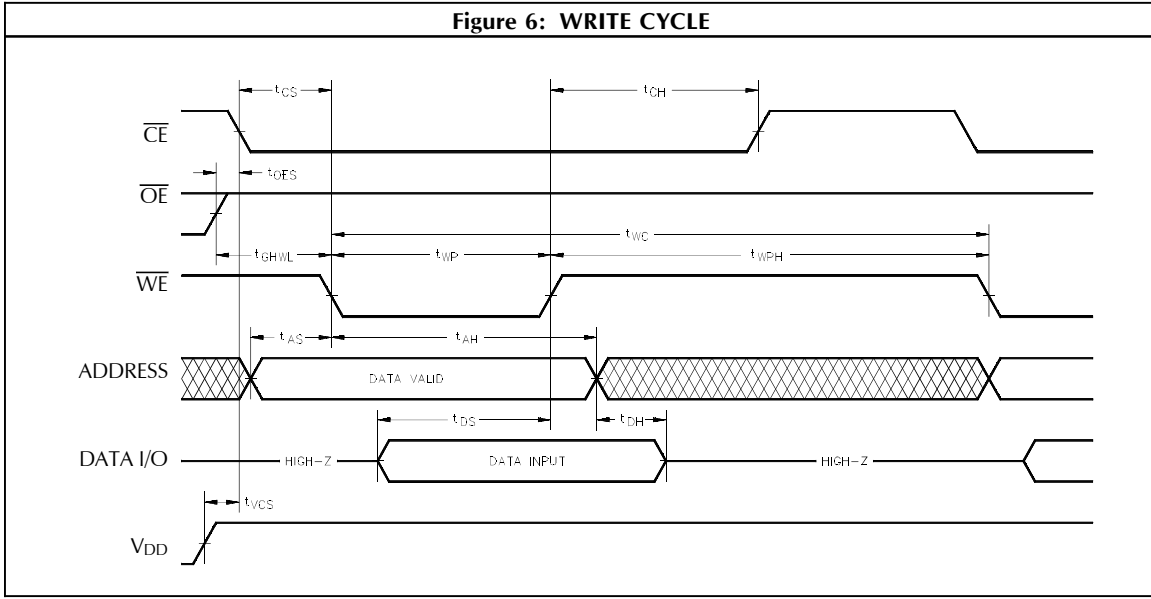 Figure 6: WRITE CYCLE
tCS
tCH
CE
tOES
OE
tWC
tGHWL
tWP
tWPH
WE
tAS
tAH
ADDRESS
DATA VALID
tDS
tDH
DATA I/O
HIGH-Z
DATA INPUT
HIGH-Z
tVCS
VDD